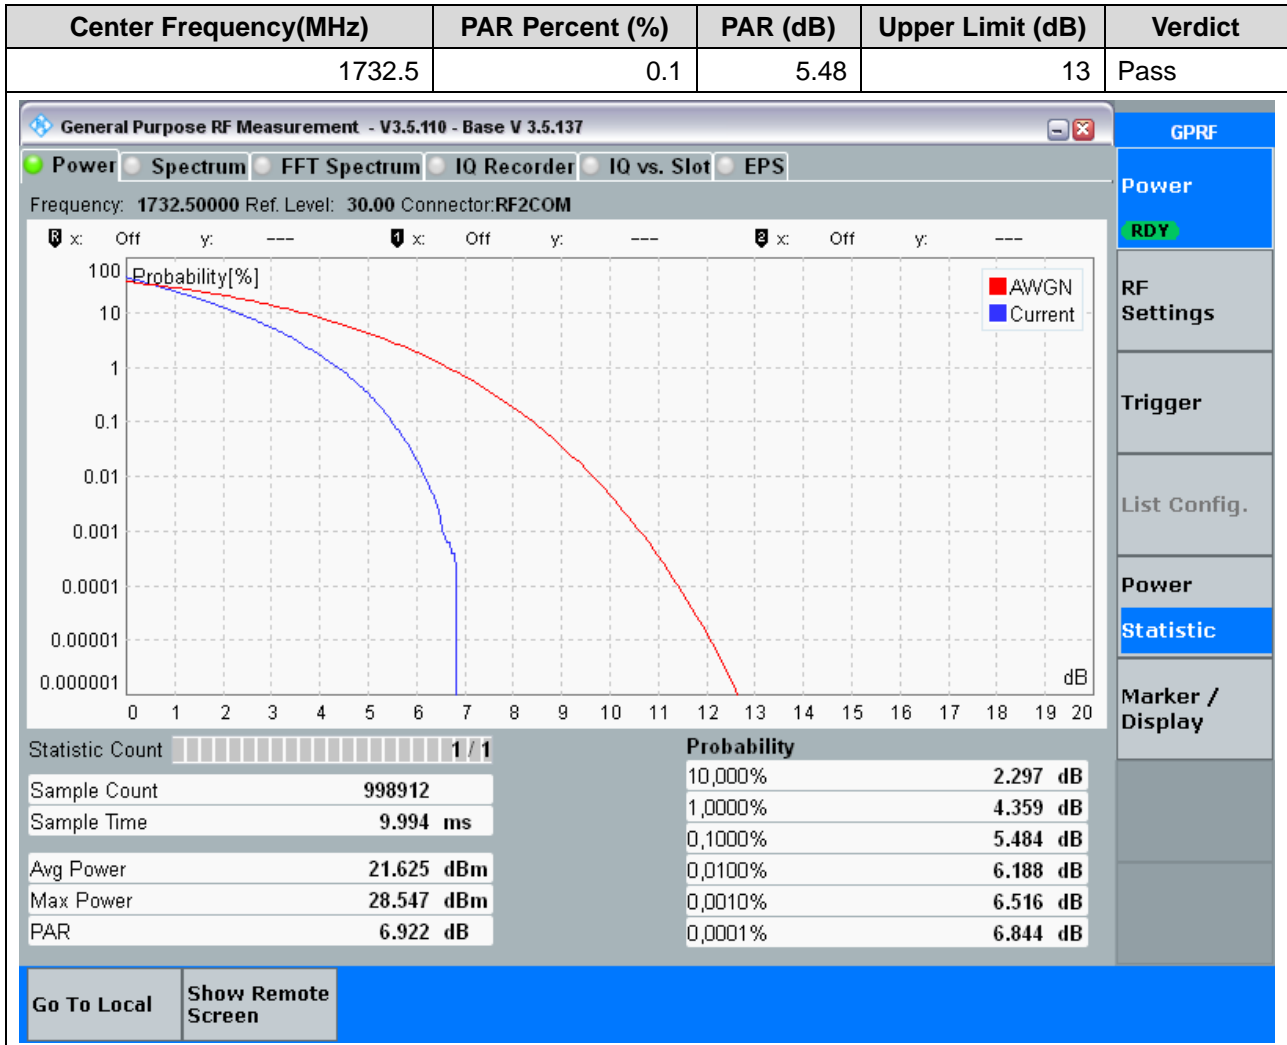 Center Frequency(MHz) PAR Percent (%) PAR (dB) Upper Limit (dB) Verdict
1732.5 0.1 5.48 13 Pass
General Purpose RF Measurement - V3.5.110 - Base V 3.5.137
GPRF
Power Spectrum FFT Spectrum IQ Recorder IQ vs. Slot EPS
Power
RDY
Frequency: 1732.50000 Ref. Level: 30.00 Connector:RF2COM
R x: Off y: --- 1 x: Off y: --- 2 x: Off y: ---
Probability[%]
AWGN
Current
100
10
1
0.1
0.01
0.001
0.0001
0.00001
0.000001
dB
0 1 2 3 4 5 6 7 8 9 10 11 12 13 14 15 16 17 18 19 20
RF
Settings
Trigger
List Config.
Power
Statistic
Marker /
Display
Statistic Count 1 / 1
Sample Count 998912
Sample Time 9.994 ms
Avg Power 21.625 dBm
Max Power 28.547 dBm
PAR 6.922 dB
Probability
10,000% 2.297 dB
1,0000% 4.359 dB
0,1000% 5.484 dB
0,0100% 6.188 dB
0,0010% 6.516 dB
0,0001% 6.844 dB
Go To Local
Show Remote
Screen